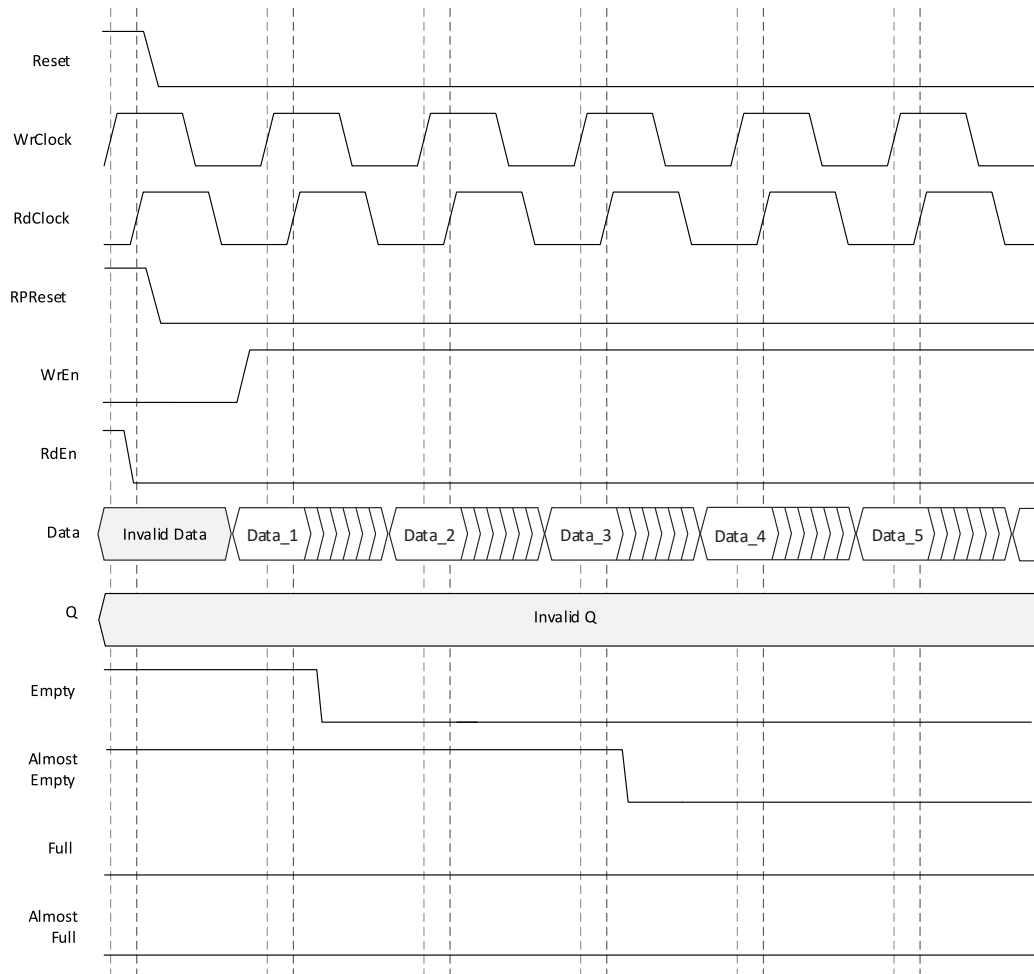 Reset
WrClock
RdClock
RPReset
WrEn
RdEn
Data
Invalid Data
Data_1
Data_2
Data_3
Data_4
Data_5
Q
Invalid Q
Empty
Almost
Empty
Full
Almost
Full